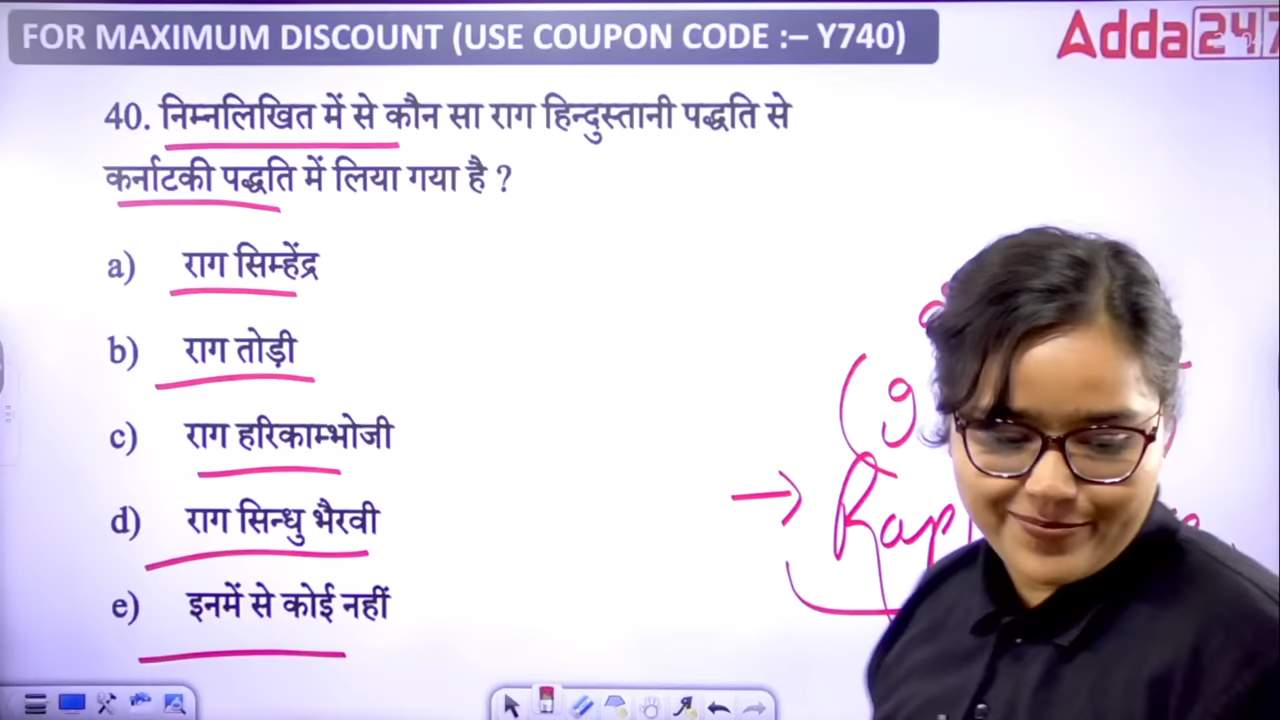 FOR MAXIMUM DISCOUNT (USE COUPON CODE :– Y740)
Adda247
40. निम्नलिखित में से कौन सा राग हिन्दुस्तानी पद्धति से
कर्नाटकी पद्धति में लिया गया है ?
a) राग सिम्हेंद्र
b) राग तोड़ी
c) राग हरिकाम्भोजी
d) राग सिन्धु भैरवी
e) इनमें से कोई नहीं